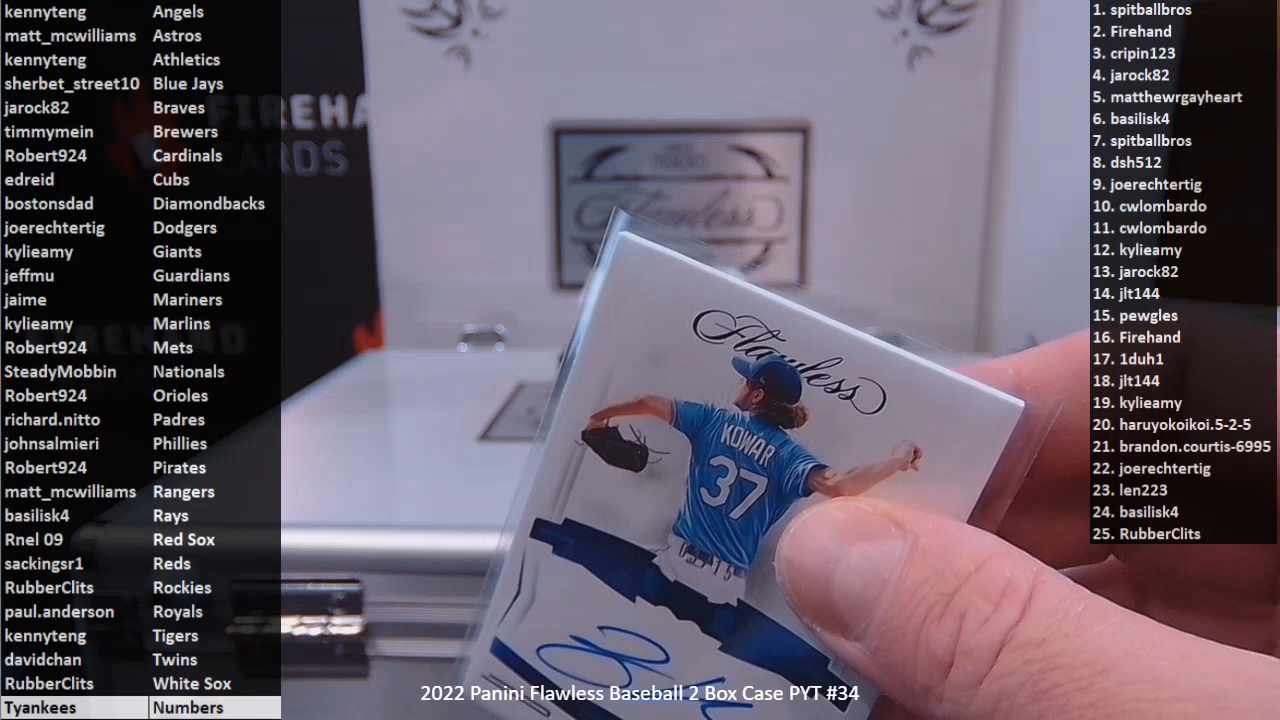 kennyteng Angels
matt_mcwilliams Astros
kennyteng Athletics
sherbet_street10 Blue Jays
jarock82 Braves
timmymein Brewers
Robert924 Cardinals
edreid Cubs
bostonsdad Diamondbacks
joerechtertig Dodgers
kylieamy Giants
jeffmu Guardians
jaime Mariners
kylieamy Marlins
Robert924 Mets
SteadyMobbin Nationals
Robert924 Orioles
richard.nitto Padres
johnsalmieri Phillies
Robert924 Pirates
matt_mcwilliams Rangers
basilisk4 Rays
Rnel 09 Red Sox
sackingsr1 Reds
RubberClits Rockies
paul.anderson Royals
kennyteng Tigers
davidchan Twins
RubberClits White Sox
Tyankees Numbers
FIREHA
CARDS
Flawless
Flawless
KOWAR
37
2022 Panini Flawless Baseball 2 Box Case PYT #34
1. spitballbros
2. Firehand
3. cripin123
4. jarock82
5. matthewrgayheart
6. basilisk4
7. spitballbros
8. dsh512
9. joerechtertig
10. cwlombardo
11. cwlombardo
12. kylieamy
13. jarock82
14. jlt144
15. pewgles
16. Firehand
17. 1duh1
18. jlt144
19. kylieamy
20. haruyokoikoi.5-2-5
21. brandon.courtis-6995
22. joerechtertig
23. len223
24. basilisk4
25. RubberClits